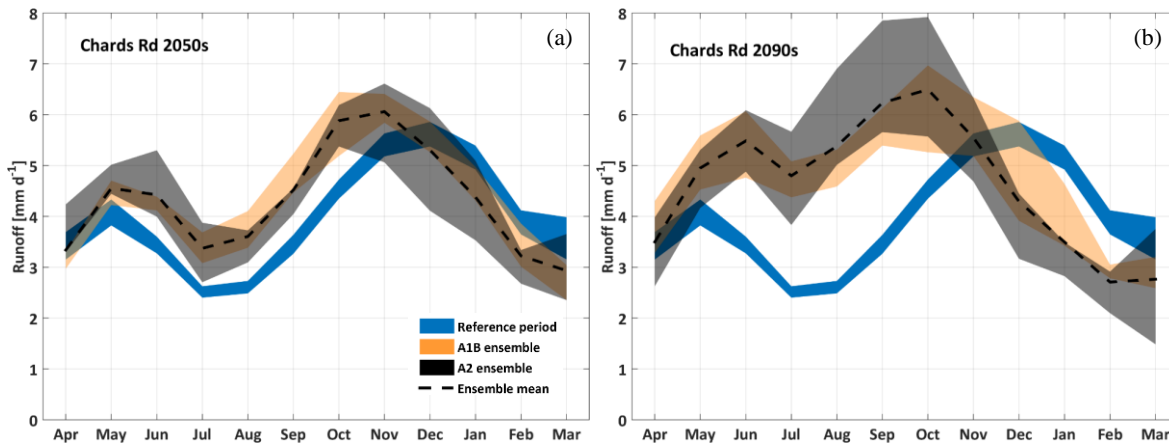 Chards Rd 2050s
(a)
Runoff [mm d⁻¹]
8
7
6
5
4
3
2
1
0
Reference period
A1B ensemble
A2 ensemble
Ensemble mean
Apr May Jun Jul Aug Sep Oct Nov Dec Jan Feb Mar
Chards Rd 2090s
(b)
Runoff [mm d⁻¹]
8
7
6
5
4
3
2
1
0
Apr May Jun Jul Aug Sep Oct Nov Dec Jan Feb Mar